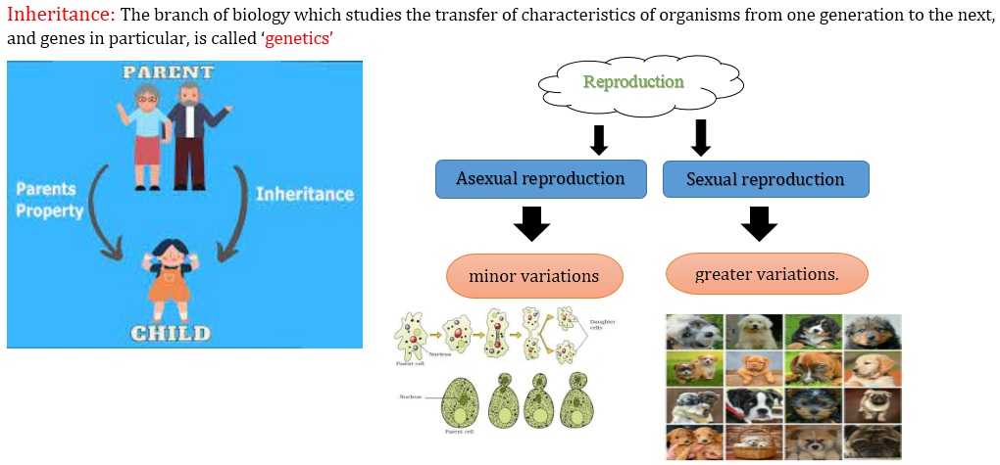 Inheritance: The branch of biology which studies the transfer of characteristics of organisms from one generation to the next,
and genes in particular, is called ‘genetics’
PARENT
Parents
Property
Inheritance
CHILD
Reproduction
Asexual reproduction
Sexual reproduction
minor variations
greater variations.
Daughter
cells
Nucleus
Parent cell
Nucleus
Parent cell